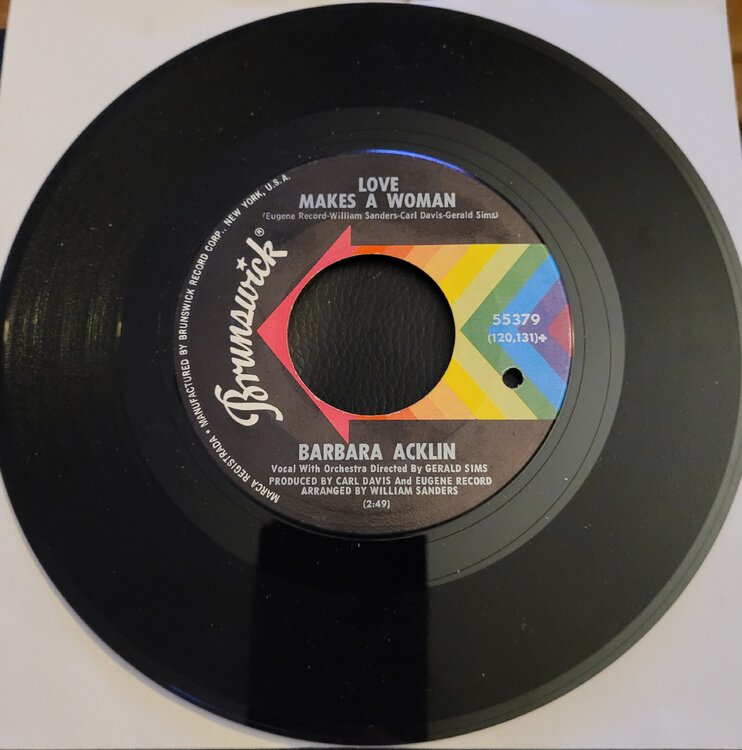 LOVE
MAKES A WOMAN
(Eugene Record-William Sanders-Carl Davis-Gerald Sims)
MARCA REGISTRADA • MANUFACTURED BY BRUNSWICK RECORD CORP., NEW YORK, U.S.A.
Brunswick®
55379
(120,131)+
BARBARA ACKLIN
Vocal With Orchestra Directed By GERALD SIMS
PRODUCED BY CARL DAVIS And EUGENE RECORD
ARRANGED BY WILLIAM SANDERS
(2:49)